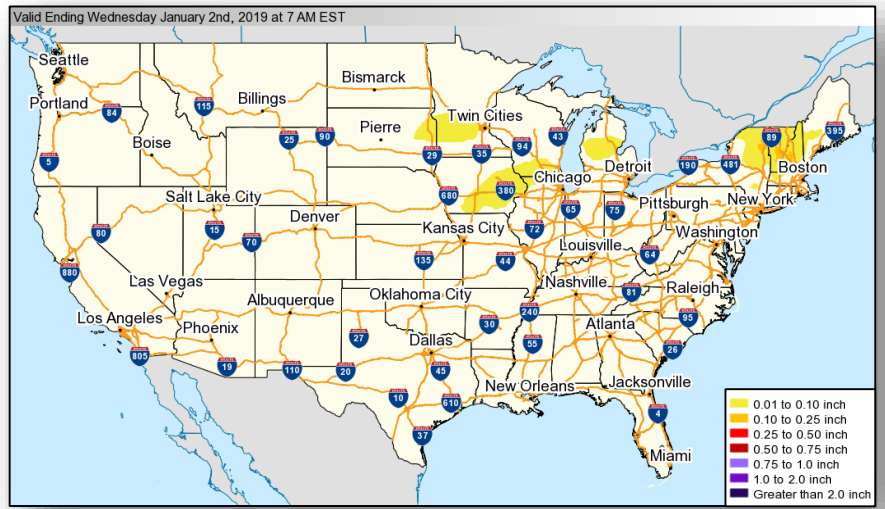 Valid Ending Wednesday January 2nd, 2019 at 7 AM EST
Seattle
Bismarck
Portland
84
115
Billings
Twin Cities
43
89
395
Pierre
25
90
Boise
5
29
35
94
190
481
Boston
Chicago
Detroit
680
380
Salt Lake City
65
75
Pittsburgh
New York
Denver
80
15
70
Kansas City
72
Washington
Louisville
64
880
135
44
Las Vegas
Nashville
81
Raleigh
Albuquerque
Oklahoma City
240
95
Los Angeles
Phoenix
30
Atlanta
27
Dallas
55
26
805
19
110
20
45
New Orleans
Jacksonville
10
610
4
37
Miami
0.01 to 0.10 inch
0.10 to 0.25 inch
0.25 to 0.50 inch
0.50 to 0.75 inch
0.75 to 1.0 inch
1.0 to 2.0 inch
Greater than 2.0 inch